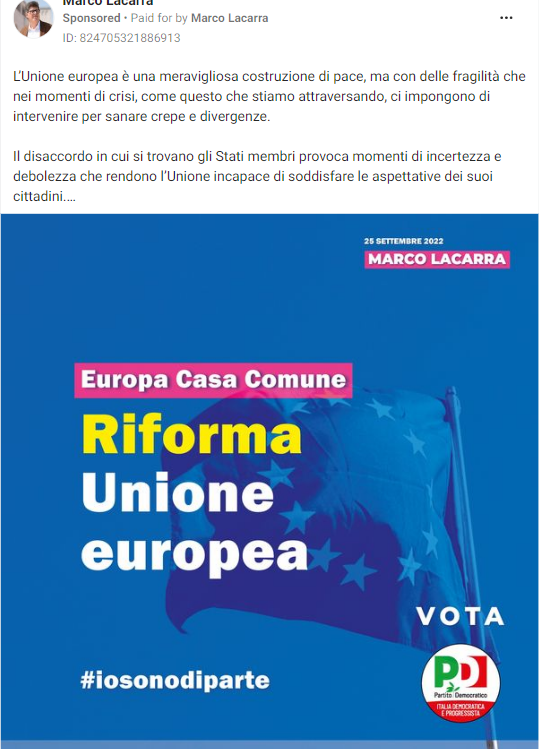 Marco Lacarra
Sponsored • Paid for by Marco Lacarra
ID: 824705321886913
L'Unione europea è una meravigliosa costruzione di pace, ma con delle fragilità che
nei momenti di crisi, come questo che stiamo attraversando, ci impongono di
intervenire per sanare crepe e divergenze.
Il disaccordo in cui si trovano gli Stati membri provoca momenti di incertezza e
debolezza che rendono l'Unione incapace di soddisfare le aspettative dei suoi
cittadini....
25 SETTEMBRE 2022
MARCO LACARRA
Europa Casa Comune
Riforma
Unione
europea
VOTA
PD
Partito Democratico
ITALIA DEMOCRATICA
E PROGRESSISTA
#iosonodiparte